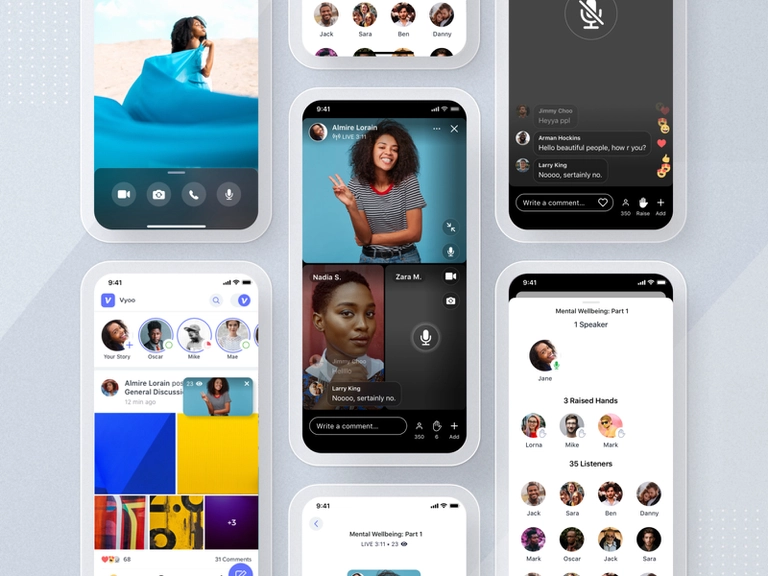 Jack Sara Ben Danny
Jimmy Choo
Heyya ppl
Arman Hockins
Hello beautiful people, how r you?
Larry King
Noooo, sertainly no.
Write a comment...
350 Raise Add
9:41
Almire Lorain
LIVE 3:11
Nadia S.
Zara M.
Jimmy Choo
Hellio
Larry King
Noooo, sertainly no.
Write a comment...
350 6 Add
9:41
Vyoo
Your Story Oscar Mike Mae
Almire Lorain pos
General Discussi
12 min ago
23
+3
68
31 Comments
9:41
Mental Wellbeing: Part 1
LIVE 3:11 • 23
9:41
Mental Wellbeing: Part 1
1 Speaker
Jane
3 Raised Hands
Lorna Mike Mark
35 Listeners
Jack Sara Ben Danny
Mark Oscar Jack Sara